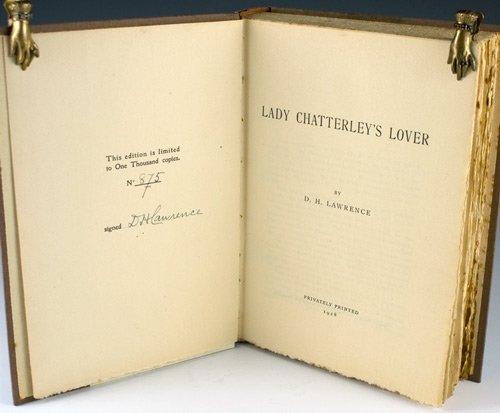 This edition is limited
to One Thousand copies.
Nº 875
signed D H Lawrence
LADY CHATTERLEY'S LOVER
BY
D. H. LAWRENCE
PRIVATELY PRINTED
1928